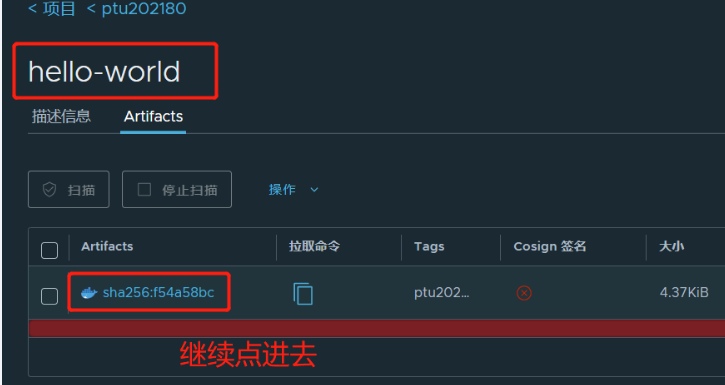 < 项目 < ptu202180
hello-world
描述信息 Artifacts
扫描 停止扫描 操作
Artifacts 拉取命令 Tags Cosign 签名 大小
sha256:f54a58bc ptu202... 4.37KiB
继续点进去